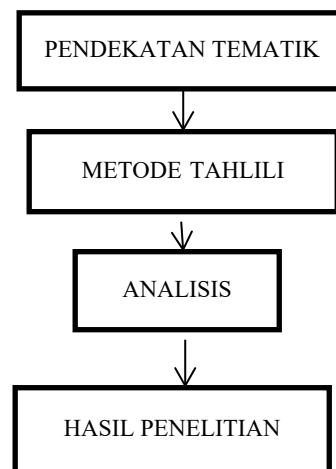 PENDEKATAN TEMATIK
METODE TAHLILI
ANALISIS
HASIL PENELITIAN